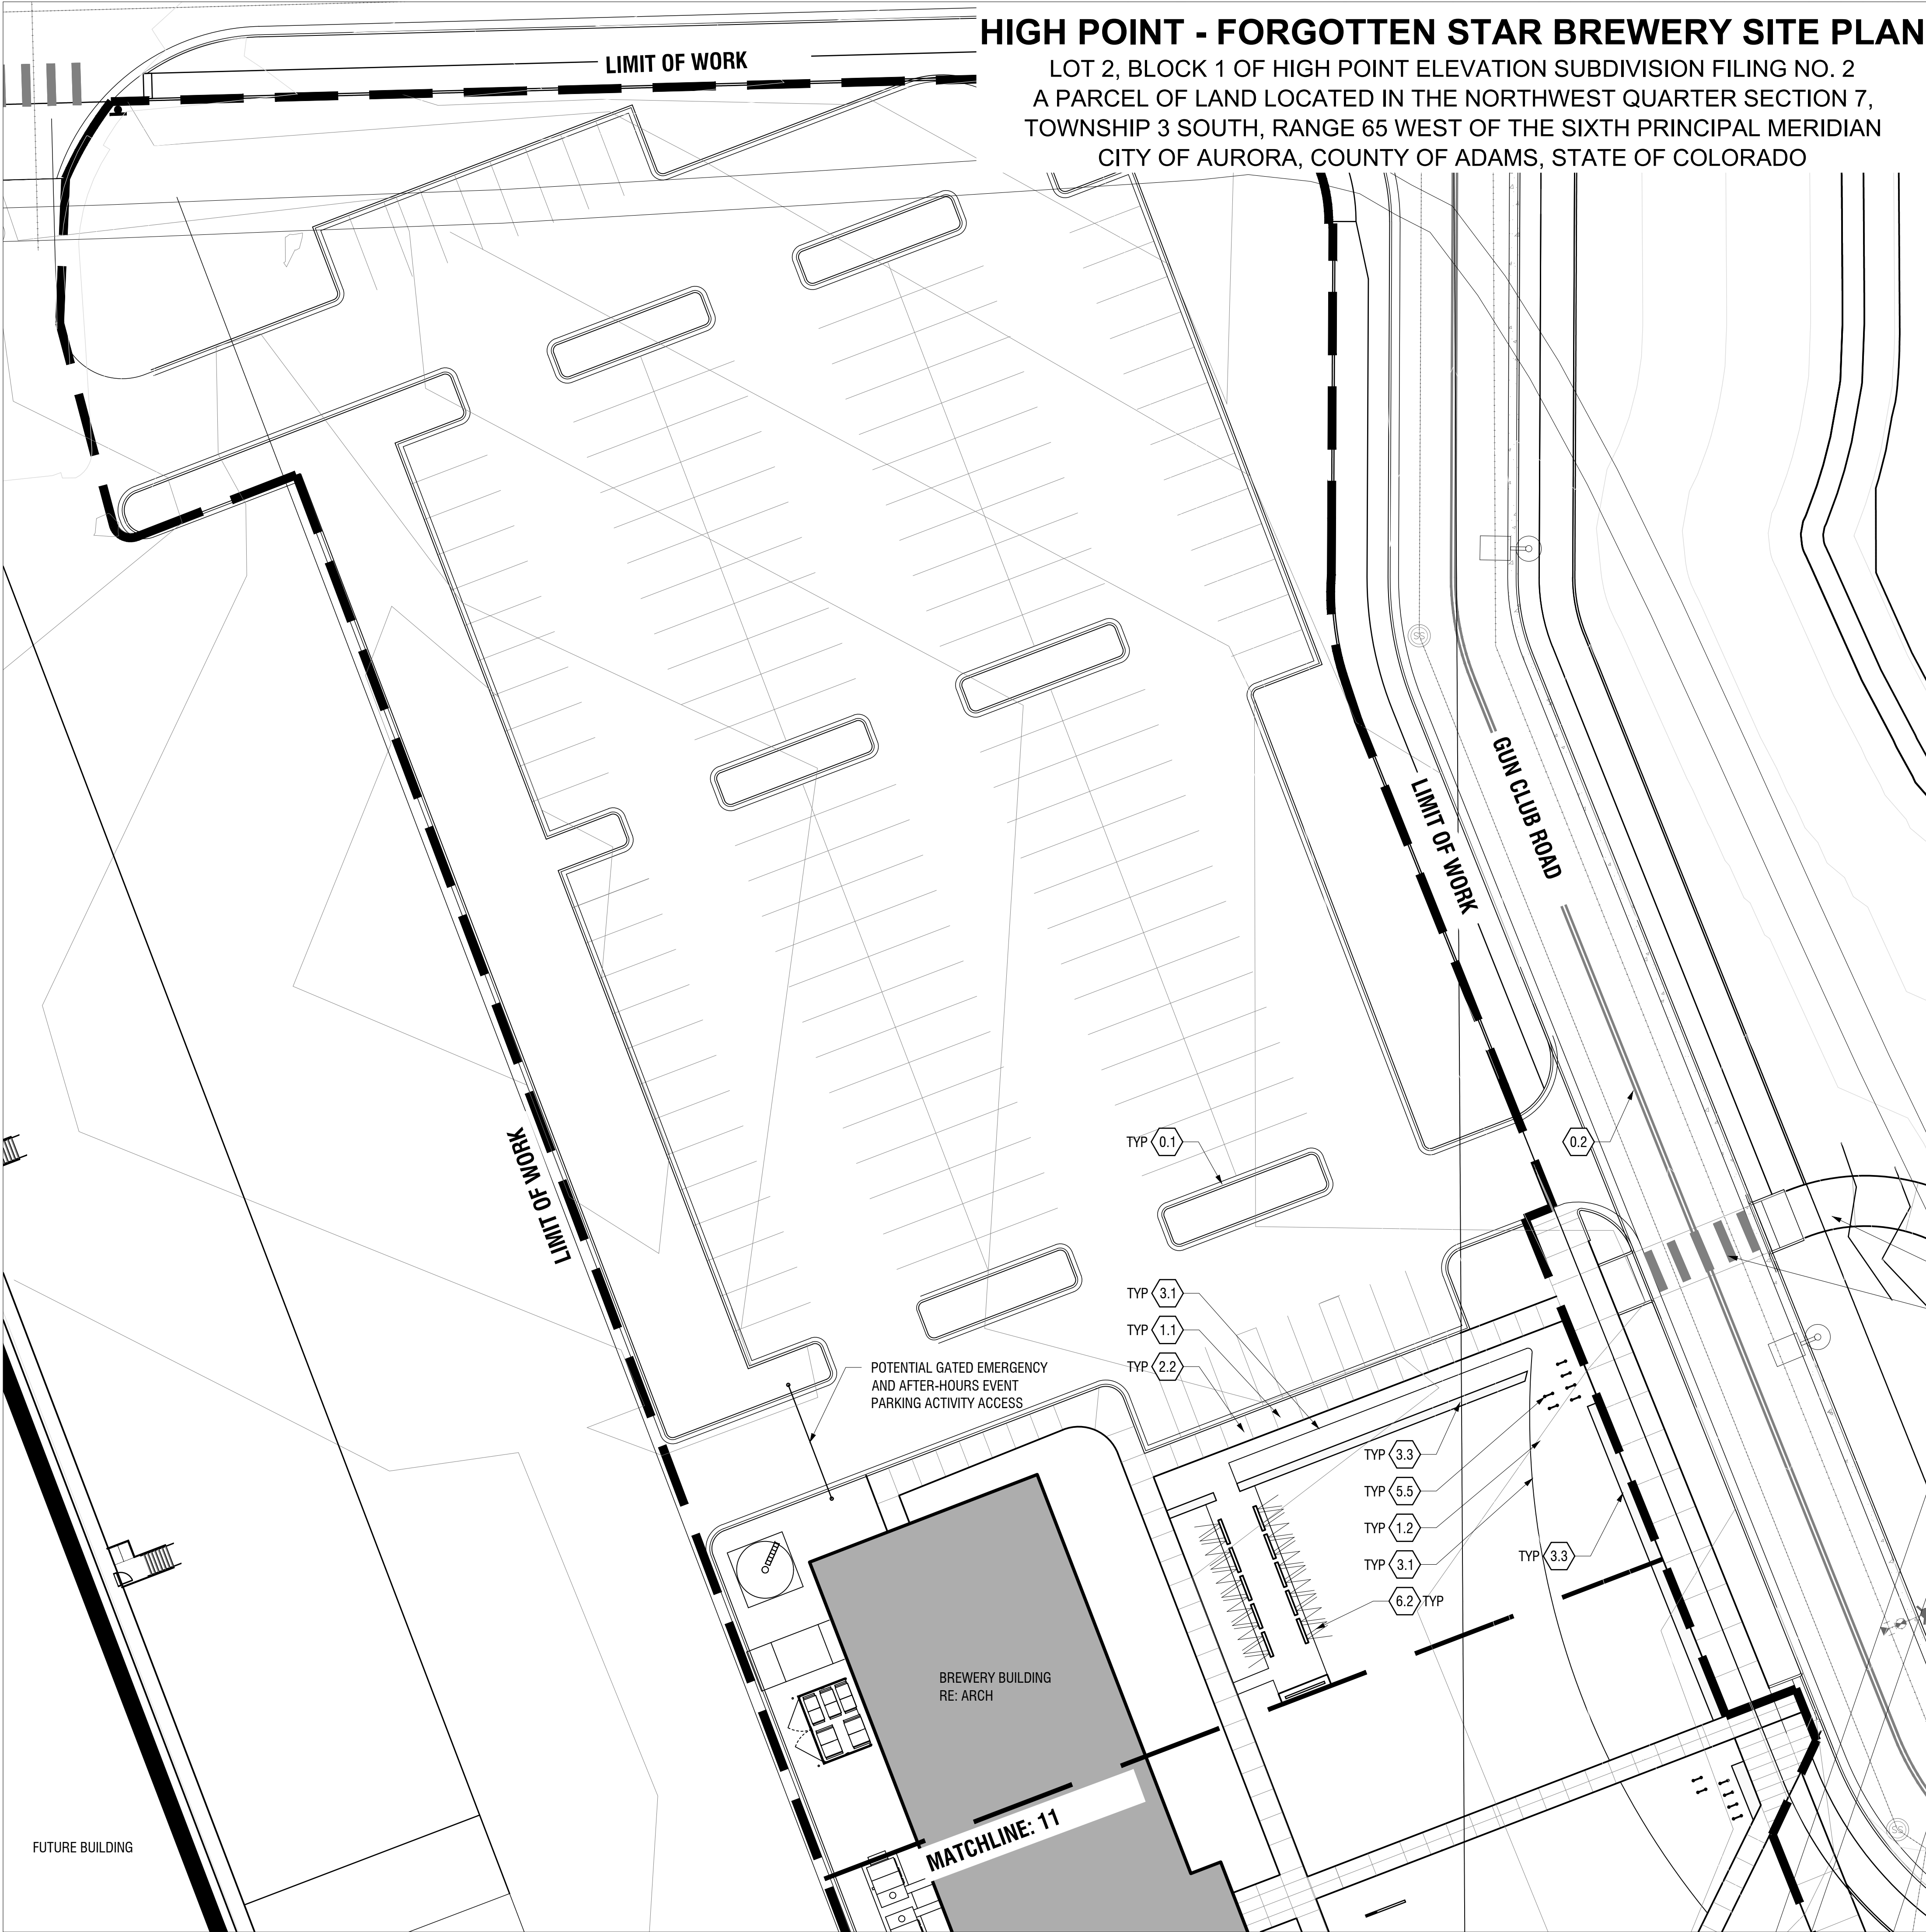 HIGH POINT - FORGOTTEN STAR BREWERY SITE PLAN
LOT 2, BLOCK 1 OF HIGH POINT ELEVATION SUBDIVISION FILING NO. 2
A PARCEL OF LAND LOCATED IN THE NORTHWEST QUARTER SECTION 7,
TOWNSHIP 3 SOUTH, RANGE 65 WEST OF THE SIXTH PRINCIPAL MERIDIAN
CITY OF AURORA, COUNTY OF ADAMS, STATE OF COLORADO
LIMIT OF WORK
SS
GUN CLUB ROAD
LIMIT OF WORK
LIMIT OF WORK
TYP 0.1
0.2
TYP 3.1
TYP 1.1
TYP 2.2
POTENTIAL GATED EMERGENCY
AND AFTER-HOURS EVENT
PARKING ACTIVITY ACCESS
TYP 3.3
TYP 5.5
TYP 1.2
TYP 3.1
6.2 TYP
TYP 3.3
BREWERY BUILDING
RE: ARCH
MATCHLINE: 11
FUTURE BUILDING
SS